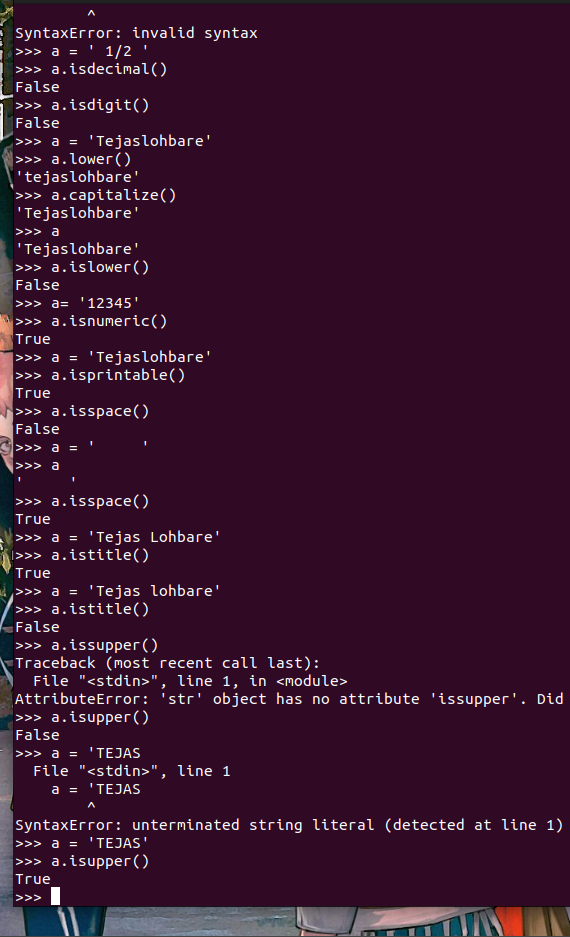 ^
SyntaxError: invalid syntax
>>> a = ' 1/2 '
>>> a.isdecimal()
False
>>> a.isdigit()
False
>>> a = 'Tejaslohbare'
>>> a.lower()
'tejaslohbare'
>>> a.capitalize()
'Tejaslohbare'
>>> a
'Tejaslohbare'
>>> a.islower()
False
>>> a= '12345'
>>> a.isnumeric()
True
>>> a = 'Tejaslohbare'
>>> a.isprintable()
True
>>> a.isspace()
False
>>> a = '     '
>>> a
'     '
>>> a.isspace()
True
>>> a = 'Tejas Lohbare'
>>> a.istitle()
True
>>> a = 'Tejas lohbare'
>>> a.istitle()
False
>>> a.issupper()
Traceback (most recent call last):
  File "<stdin>", line 1, in <module>
AttributeError: 'str' object has no attribute 'issupper'. Did
>>> a.isupper()
False
>>> a = 'TEJAS
  File "<stdin>", line 1
    a = 'TEJAS
        ^
SyntaxError: unterminated string literal (detected at line 1)
>>> a = 'TEJAS'
>>> a.isupper()
True
>>>